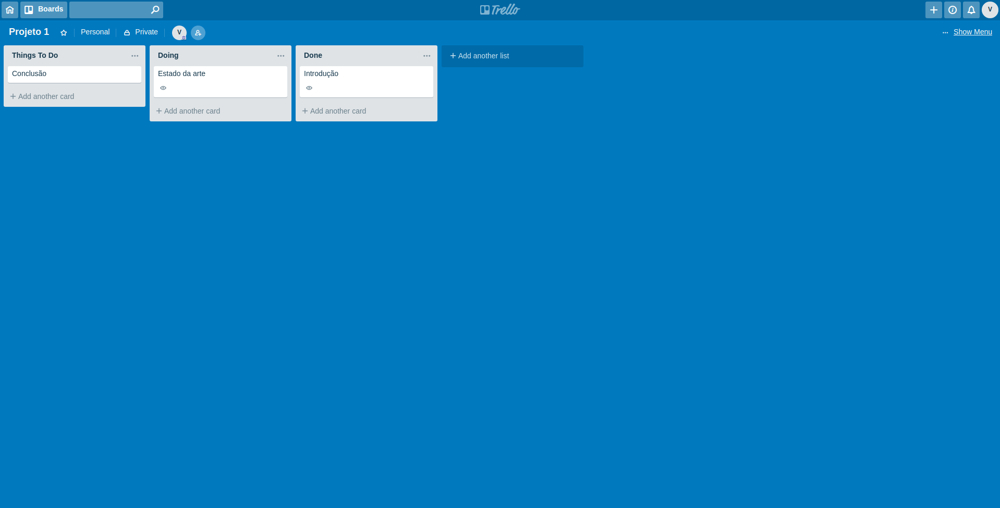 Boards
Trello
V
Projeto 1
Personal
Private
V
Show Menu
Things To Do
Conclusão
Add another card
Doing
Estado da arte
Add another card
Done
Introdução
Add another card
Add another list